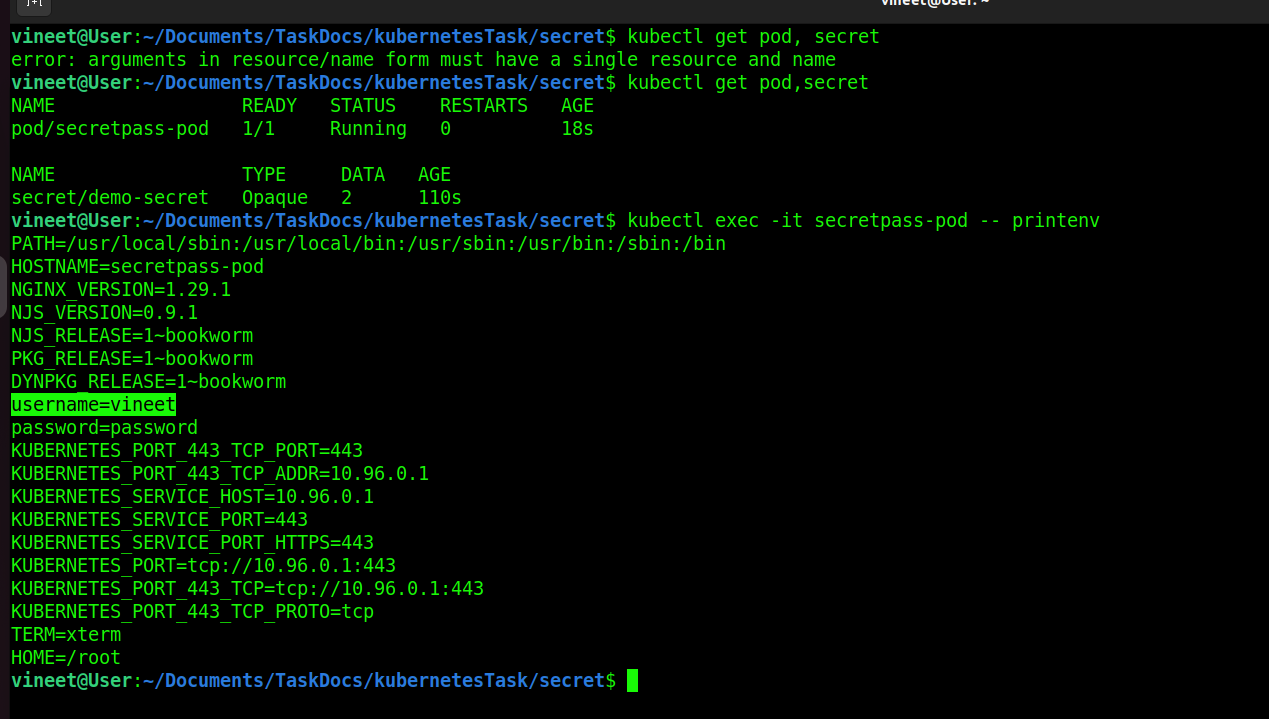 vineet@User: ~
vineet@User:~/Documents/TaskDocs/kubernetesTask/secret$ kubectl get pod, secret
error: arguments in resource/name form must have a single resource and name
vineet@User:~/Documents/TaskDocs/kubernetesTask/secret$ kubectl get pod,secret
NAME                 READY   STATUS    RESTARTS   AGE
pod/secretpass-pod   1/1     Running   0          18s

NAME                 TYPE     DATA   AGE
secret/demo-secret   Opaque   2      110s
vineet@User:~/Documents/TaskDocs/kubernetesTask/secret$ kubectl exec -it secretpass-pod -- printenv
PATH=/usr/local/sbin:/usr/local/bin:/usr/sbin:/usr/bin:/sbin:/bin
HOSTNAME=secretpass-pod
NGINX_VERSION=1.29.1
NJS_VERSION=0.9.1
NJS_RELEASE=1~bookworm
PKG_RELEASE=1~bookworm
DYNPKG_RELEASE=1~bookworm
username=vineet
password=password
KUBERNETES_PORT_443_TCP_PORT=443
KUBERNETES_PORT_443_TCP_ADDR=10.96.0.1
KUBERNETES_SERVICE_HOST=10.96.0.1
KUBERNETES_SERVICE_PORT=443
KUBERNETES_SERVICE_PORT_HTTPS=443
KUBERNETES_PORT=tcp://10.96.0.1:443
KUBERNETES_PORT_443_TCP=tcp://10.96.0.1:443
KUBERNETES_PORT_443_TCP_PROTO=tcp
TERM=xterm
HOME=/root
vineet@User:~/Documents/TaskDocs/kubernetesTask/secret$